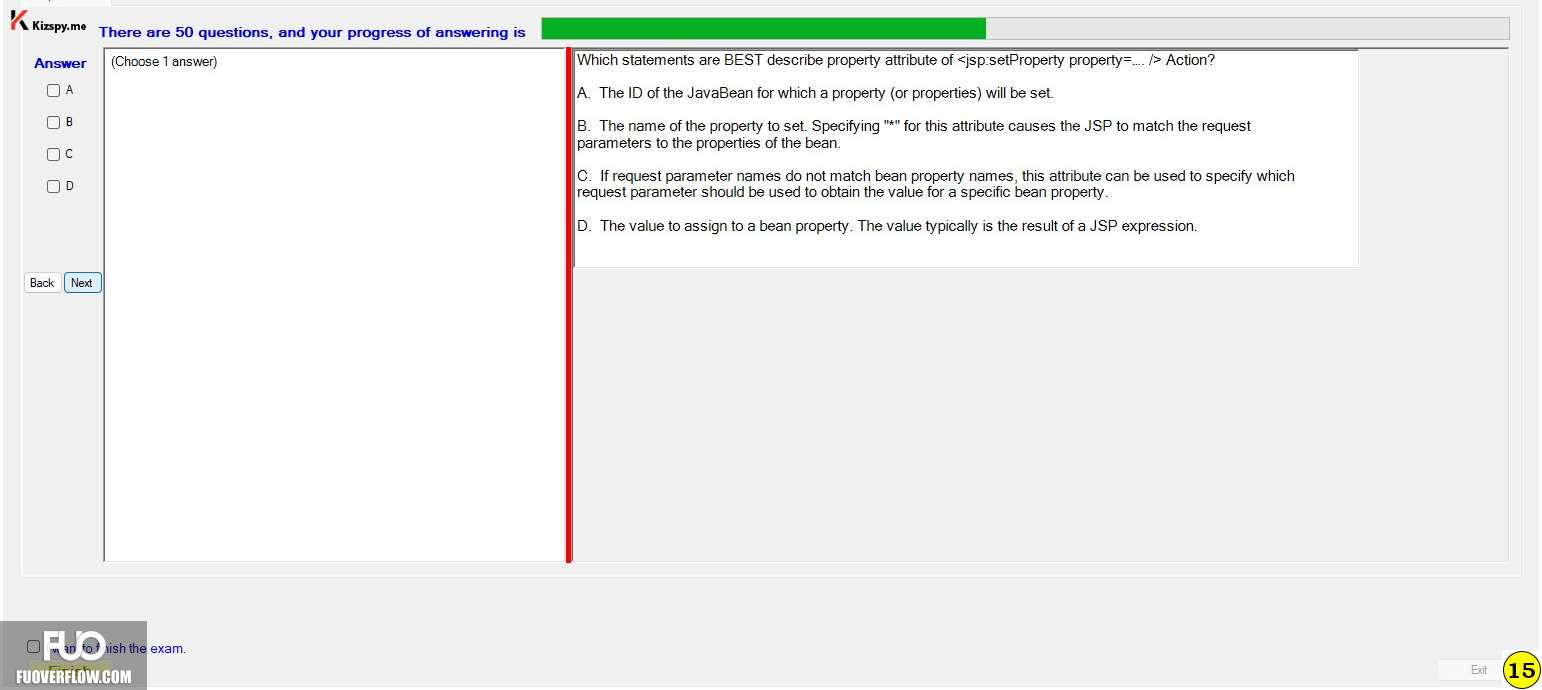 Kizspy.me
There are 50 questions, and your progress of answering is
Answer
(Choose 1 answer)
A
B
C
D
Back
Next
Which statements are BEST describe property attribute of <jsp:setProperty property=.... /> Action?
A.  The ID of the JavaBean for which a property (or properties) will be set.
B.  The name of the property to set. Specifying "*" for this attribute causes the JSP to match the request
parameters to the properties of the bean.
C.  If request parameter names do not match bean property names, this attribute can be used to specify which
request parameter should be used to obtain the value for a specific bean property.
D.  The value to assign to a bean property. The value typically is the result of a JSP expression.
FUO
want to finish the exam.
Finish
FUOVERFLOW.COM
Exit
15